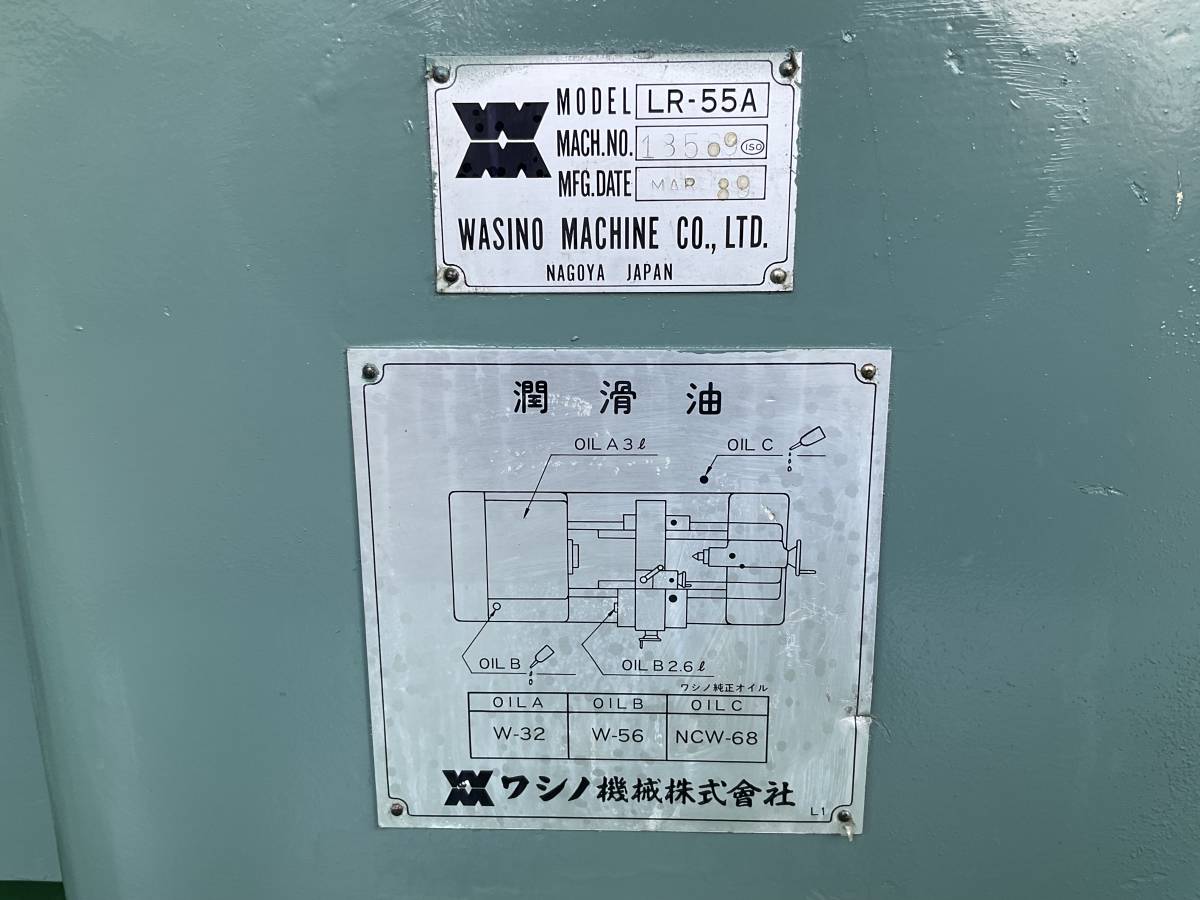 MODEL LR-55A
MACH.NO. ISO
MFG.DATE MAR 89
WASINO MACHINE CO., LTD.
NAGOYA JAPAN
潤滑油
OIL A 3ℓ
OIL C
OIL B
OIL B 2.6ℓ
ワシノ純正オイル
OIL A OIL B OIL C
W-32 W-56 NCW-68
ワシノ機械株式會社
L1